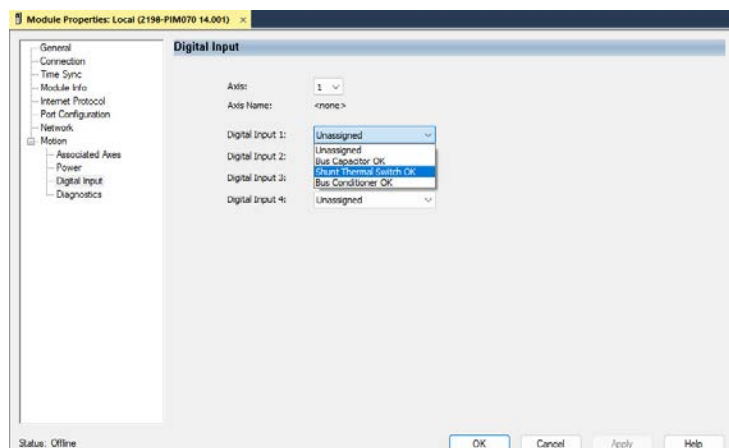 Module Properties: Local (2198-PIM070 14.001) ×
General
Connection
Time Sync
Module Info
Internet Protocol
Port Configuration
Network
Motion
Associated Axes
Power
Digital Input
Diagnostics
Digital Input
Axis: 1
Axis Name: <none>
Digital Input 1: Unassigned
Unassigned
Bus Capacitor OK
Shunt Thermal Switch OK
Bus Conditioner OK
Digital Input 2:
Digital Input 3:
Digital Input 4: Unassigned
Status: Offline
OK Cancel Apply Help